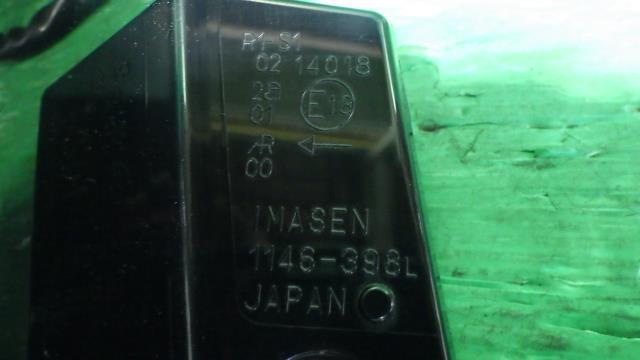 R1-S1
02 14018
2a
01 E13
AR ←
00
IMASEN
1146-398L
JAPAN